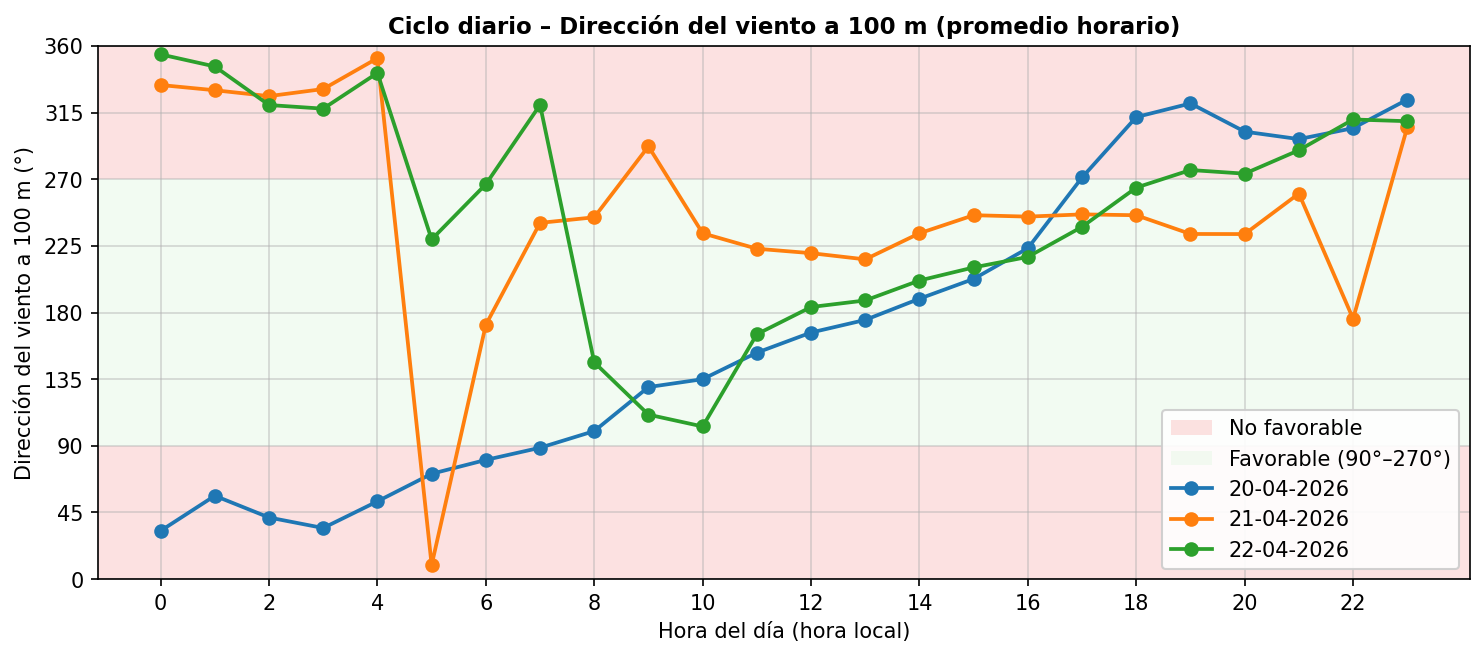 Ciclo diario – Dirección del viento a 100 m (promedio horario)
Dirección del viento a 100 m (°)
360
315
270
225
180
135
90
45
0
0 2 4 6 8 10 12 14 16 18 20 22
Hora del día (hora local)
No favorable
Favorable (90°–270°)
20-04-2026
21-04-2026
22-04-2026